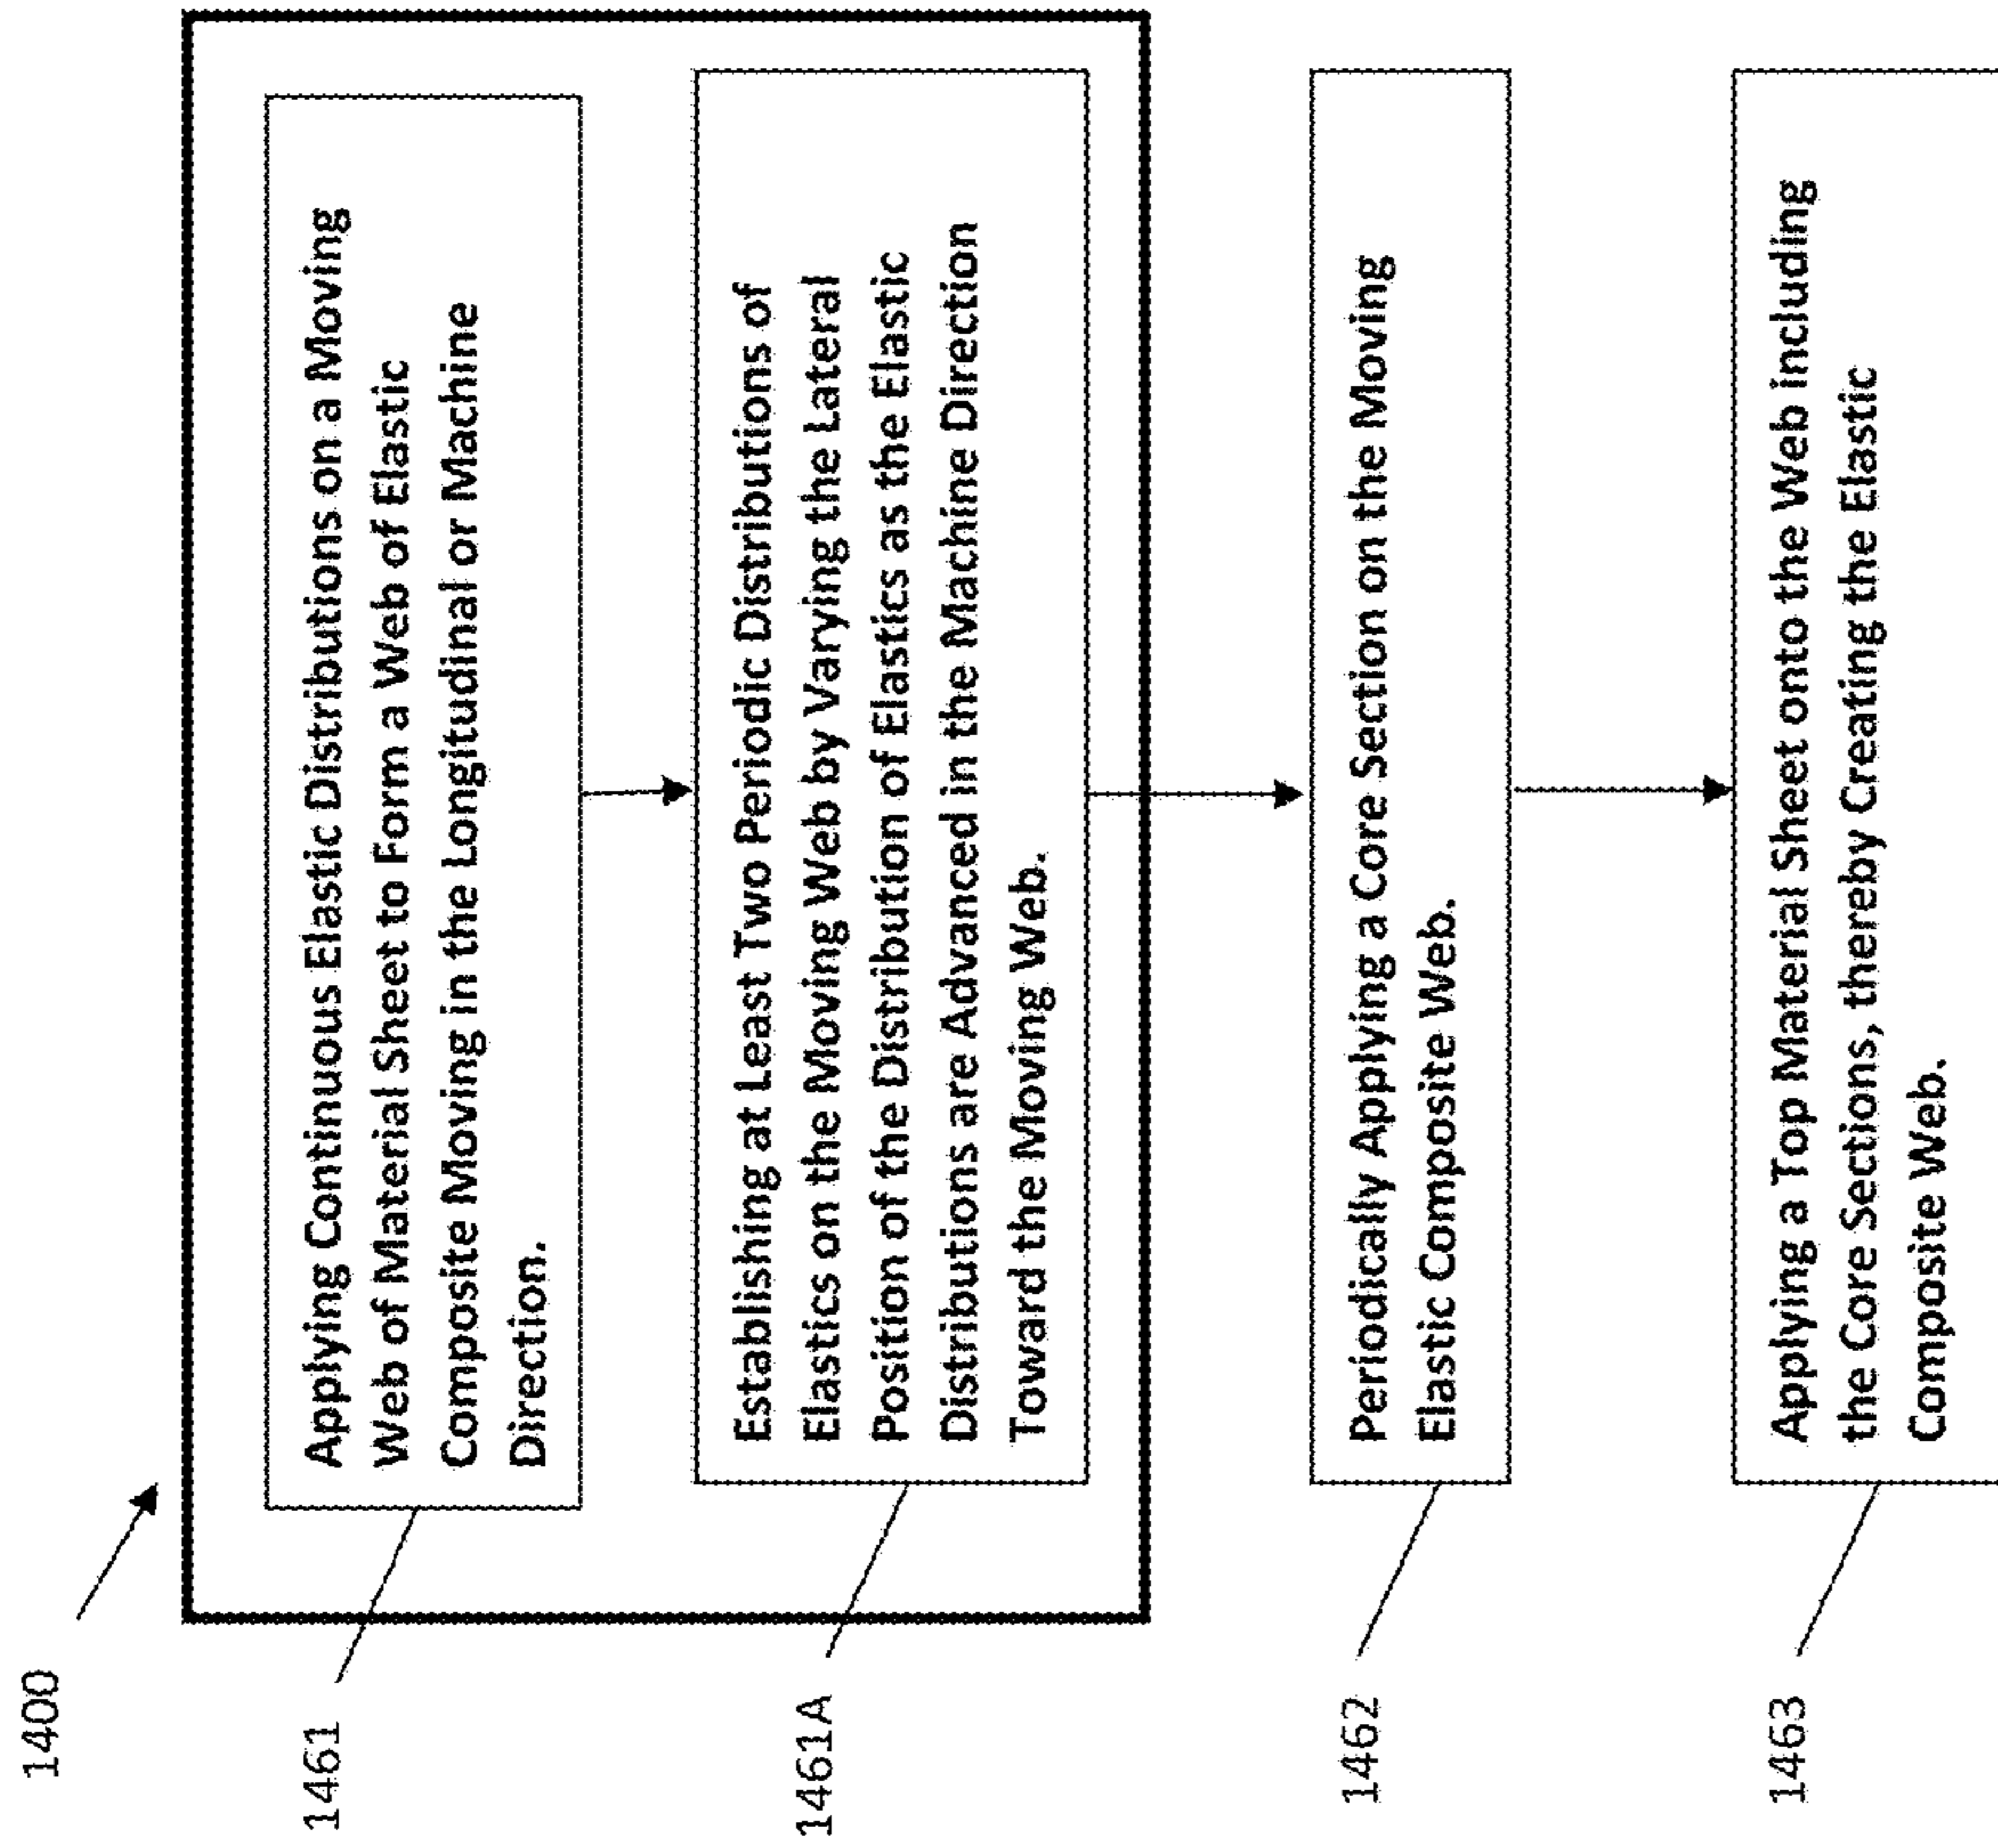 1400
1461
Applying Continuous Elastic Distributions on a Moving
Web of Material Sheet to Form a Web of Elastic
Composite Moving in the Longitudinal or Machine
Direction.
1461A
Establishing at Least Two Periodic Distributions of
Elastics on the Moving Web by Varying the Lateral
Position of the Distribution of Elastics as the Elastic
Distributions are Advanced in the Machine Direction
Toward the Moving Web.
1462
Periodically Applying a Core Section on the Moving
Elastic Composite Web.
1463
Applying a Top Material Sheet onto the Web including
the Core Sections, thereby Creating the Elastic
Composite Web.